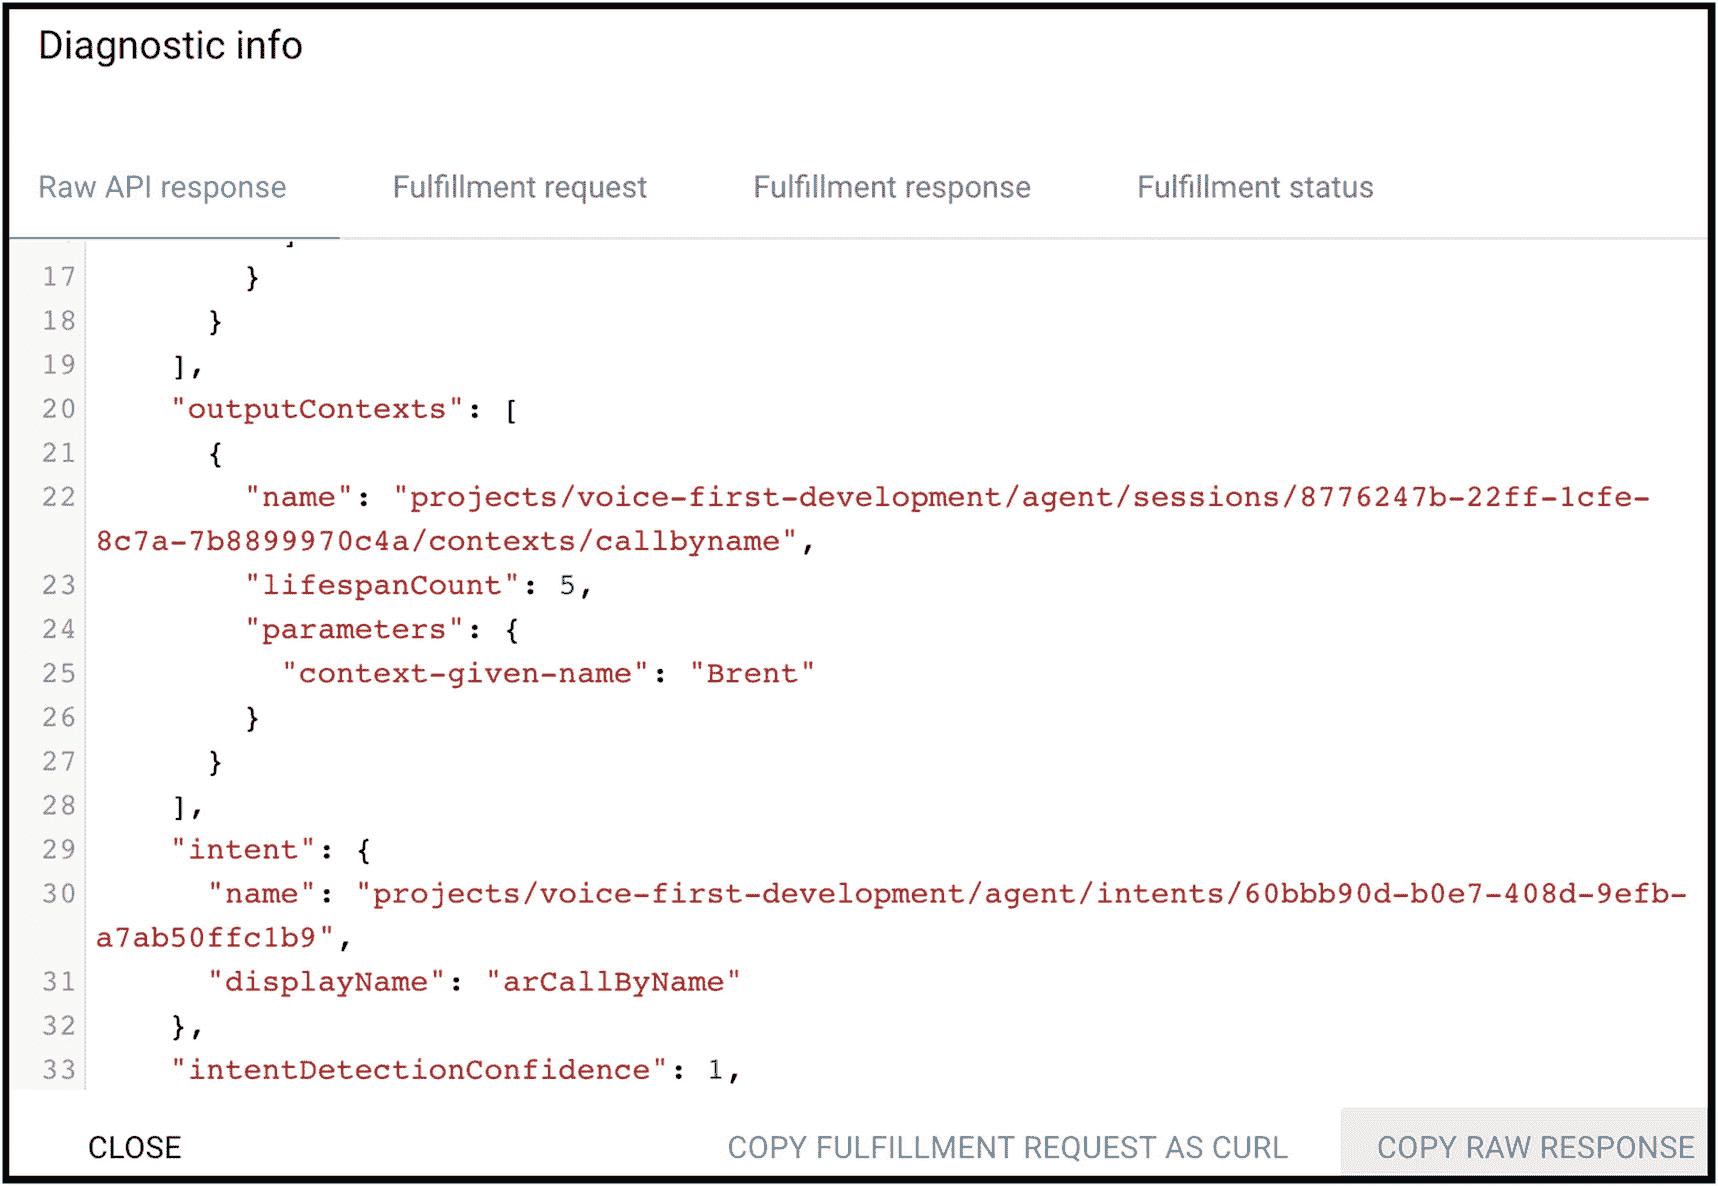 Diagnostic info
Raw API response Fulfillment request Fulfillment response Fulfillment status
]
17 }
18 }
19 ],
20 "outputContexts": [
21 {
22 "name": "projects/voice-first-development/agent/sessions/8776247b-22ff-1cfe-
8c7a-7b8899970c4a/contexts/callbyname",
23 "lifespanCount": 5,
24 "parameters": {
25 "context-given-name": "Brent"
26 }
27 }
28 ],
29 "intent": {
30 "name": "projects/voice-first-development/agent/intents/60bbb90d-b0e7-408d-9efb-
a7ab50ffc1b9",
31 "displayName": "arCallByName"
32 },
33 "intentDetectionConfidence": 1,
CLOSE COPY FULFILLMENT REQUEST AS CURL COPY RAW RESPONSE